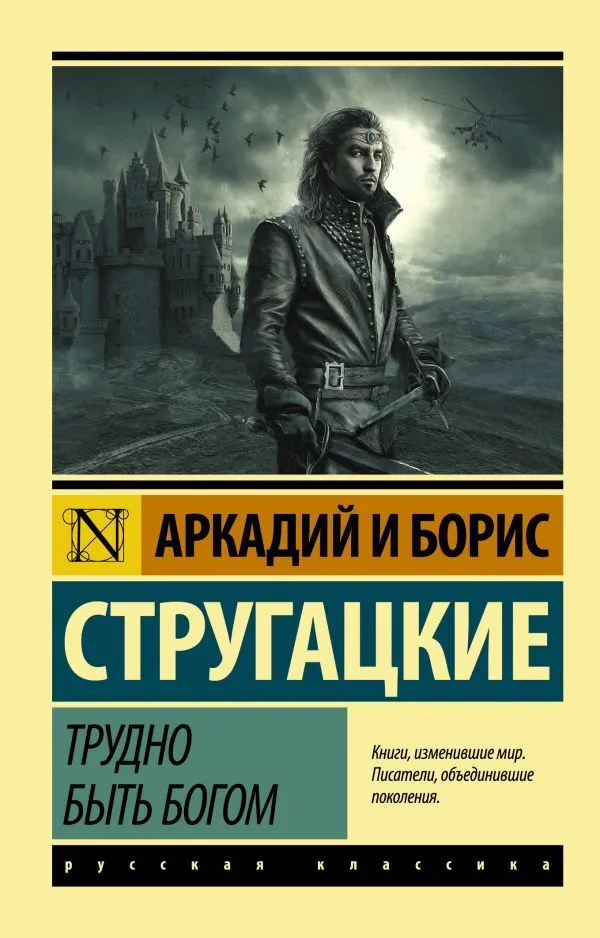 N
АРКАДИЙ И БОРИС
СТРУГАЦКИЕ
ТРУДНО
БЫТЬ БОГОМ
Книги, изменившие мир.
Писатели, объединившие
поколения.
русская классика